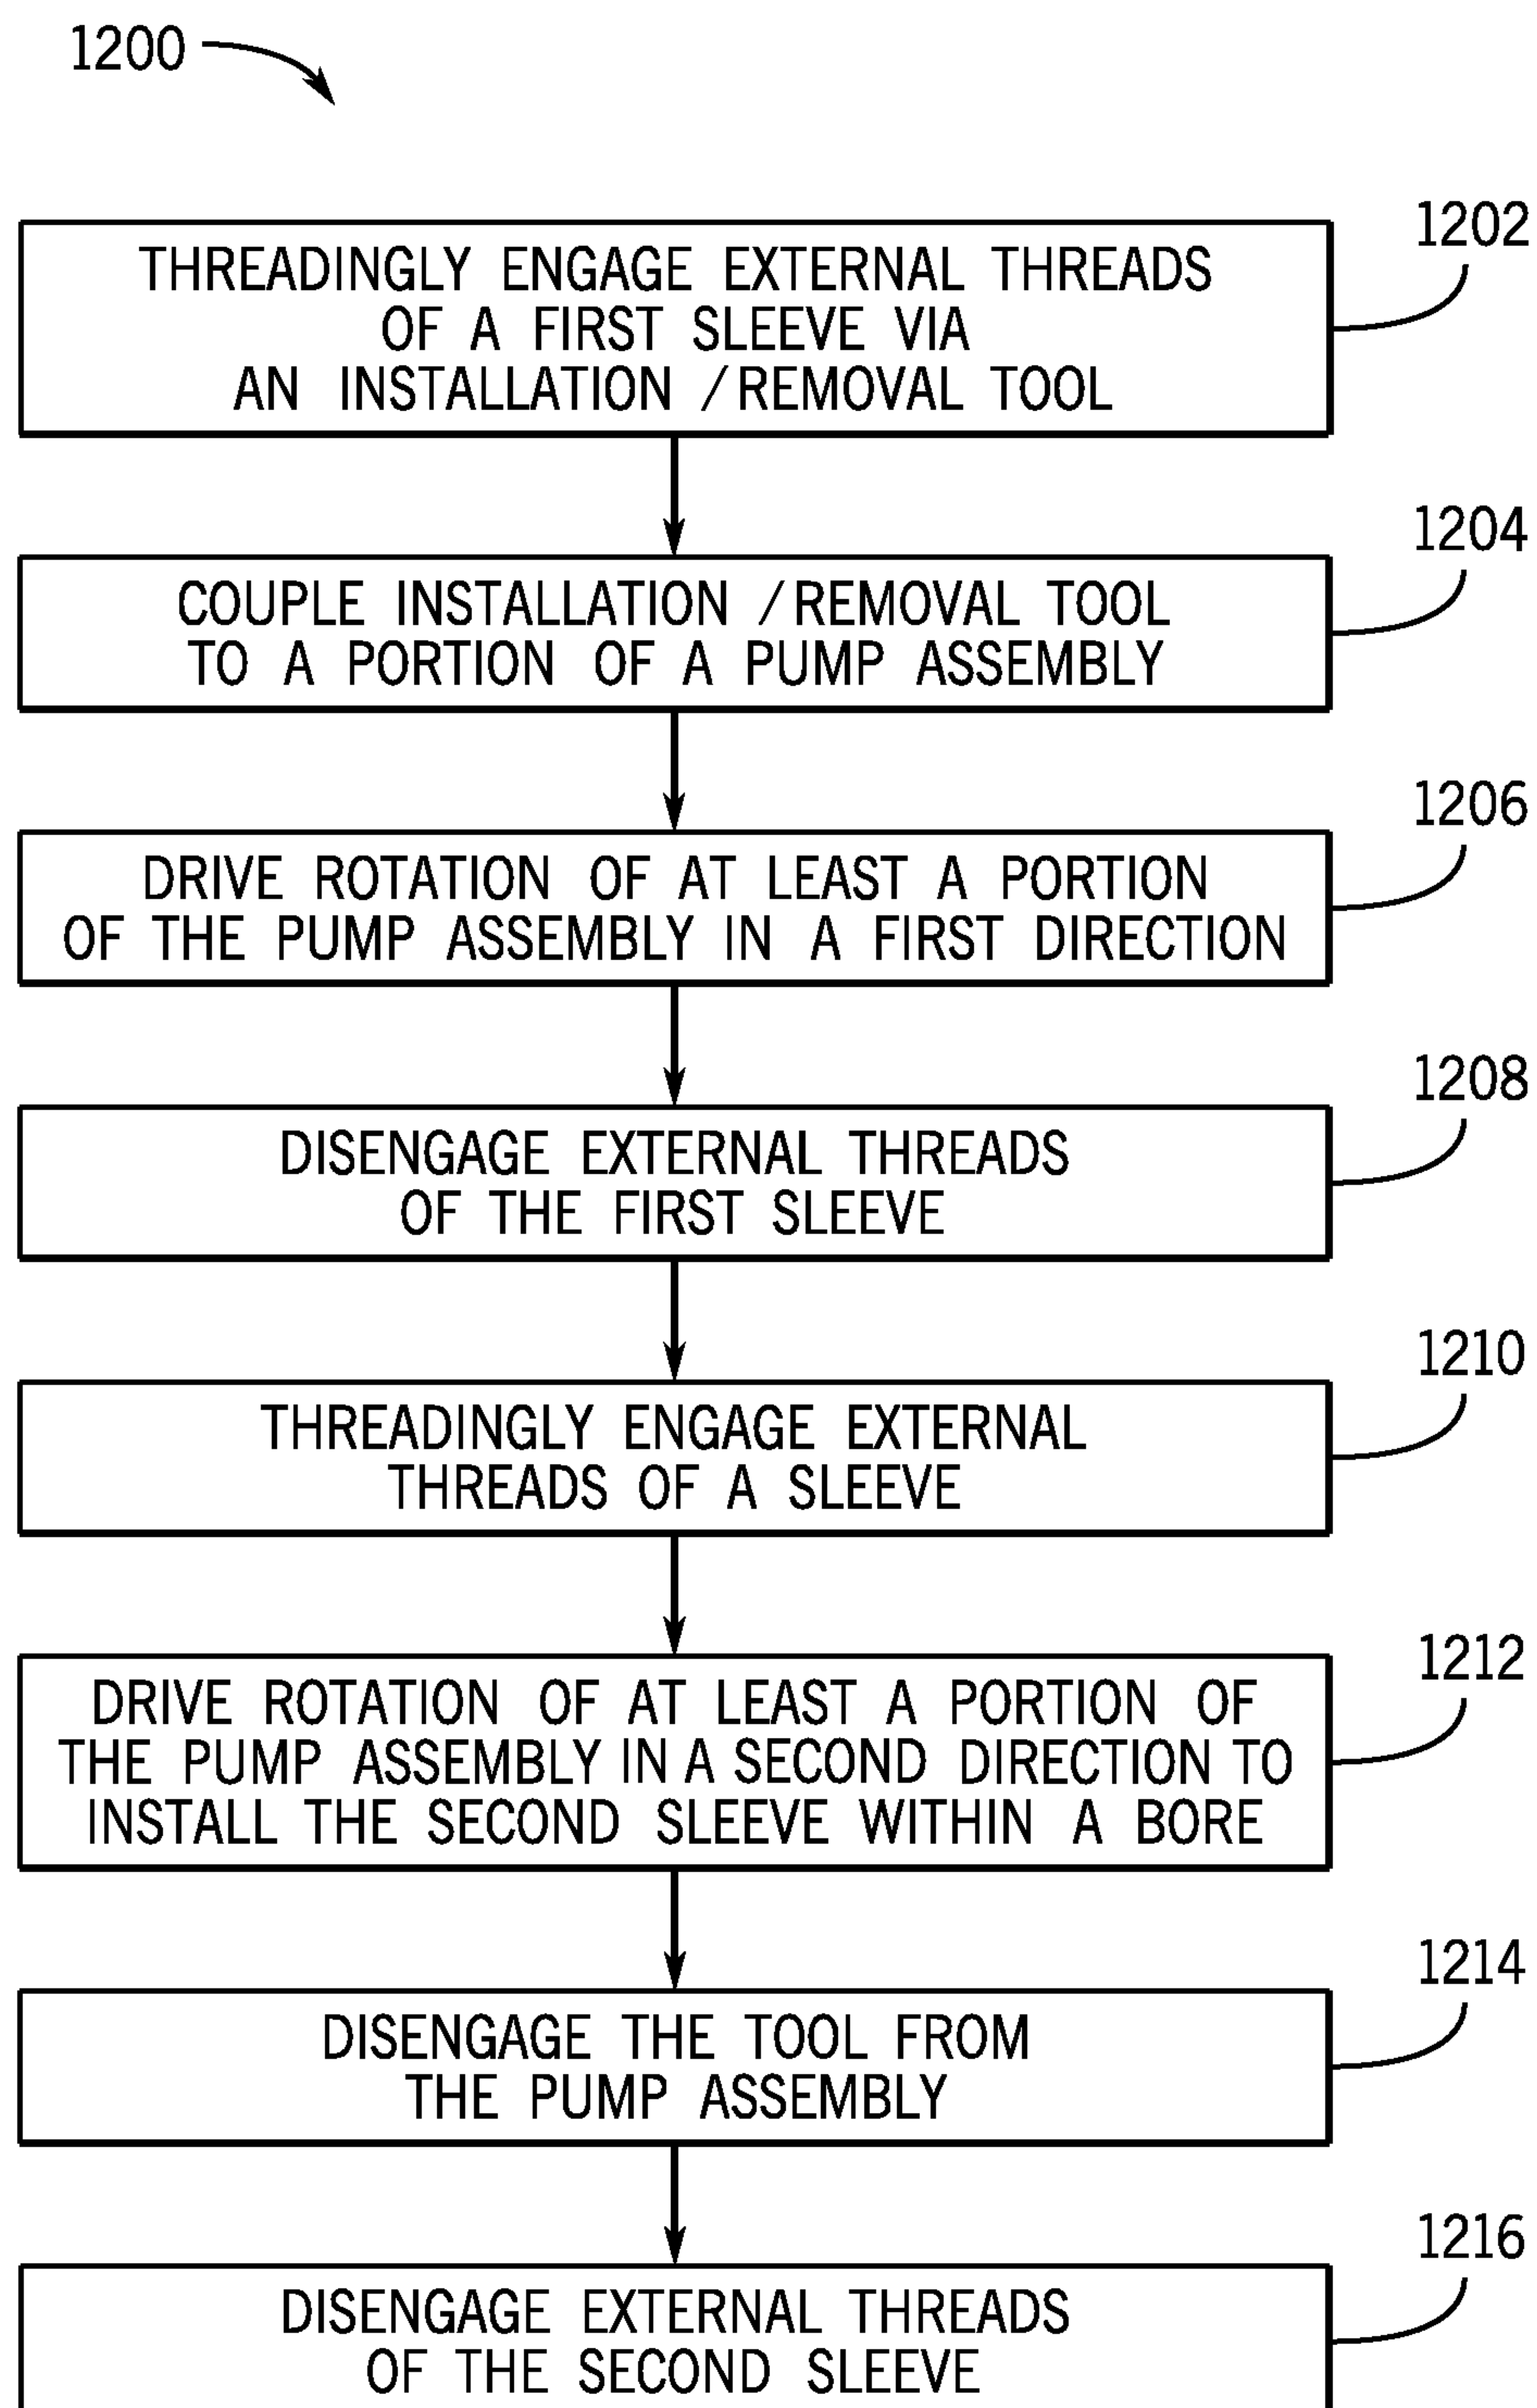 1200
1202
THREADINGLY ENGAGE EXTERNAL THREADS
OF A FIRST SLEEVE VIA
AN INSTALLATION /REMOVAL TOOL
1204
COUPLE INSTALLATION /REMOVAL TOOL
TO A PORTION OF A PUMP ASSEMBLY
1206
DRIVE ROTATION OF AT LEAST A PORTION
OF THE PUMP ASSEMBLY IN A FIRST DIRECTION
1208
DISENGAGE EXTERNAL THREADS
OF THE FIRST SLEEVE
1210
THREADINGLY ENGAGE EXTERNAL
THREADS OF A SLEEVE
1212
DRIVE ROTATION OF AT LEAST A PORTION OF
THE PUMP ASSEMBLY IN A SECOND DIRECTION TO
INSTALL THE SECOND SLEEVE WITHIN A BORE
1214
DISENGAGE THE TOOL FROM
THE PUMP ASSEMBLY
1216
DISENGAGE EXTERNAL THREADS
OF THE SECOND SLEEVE